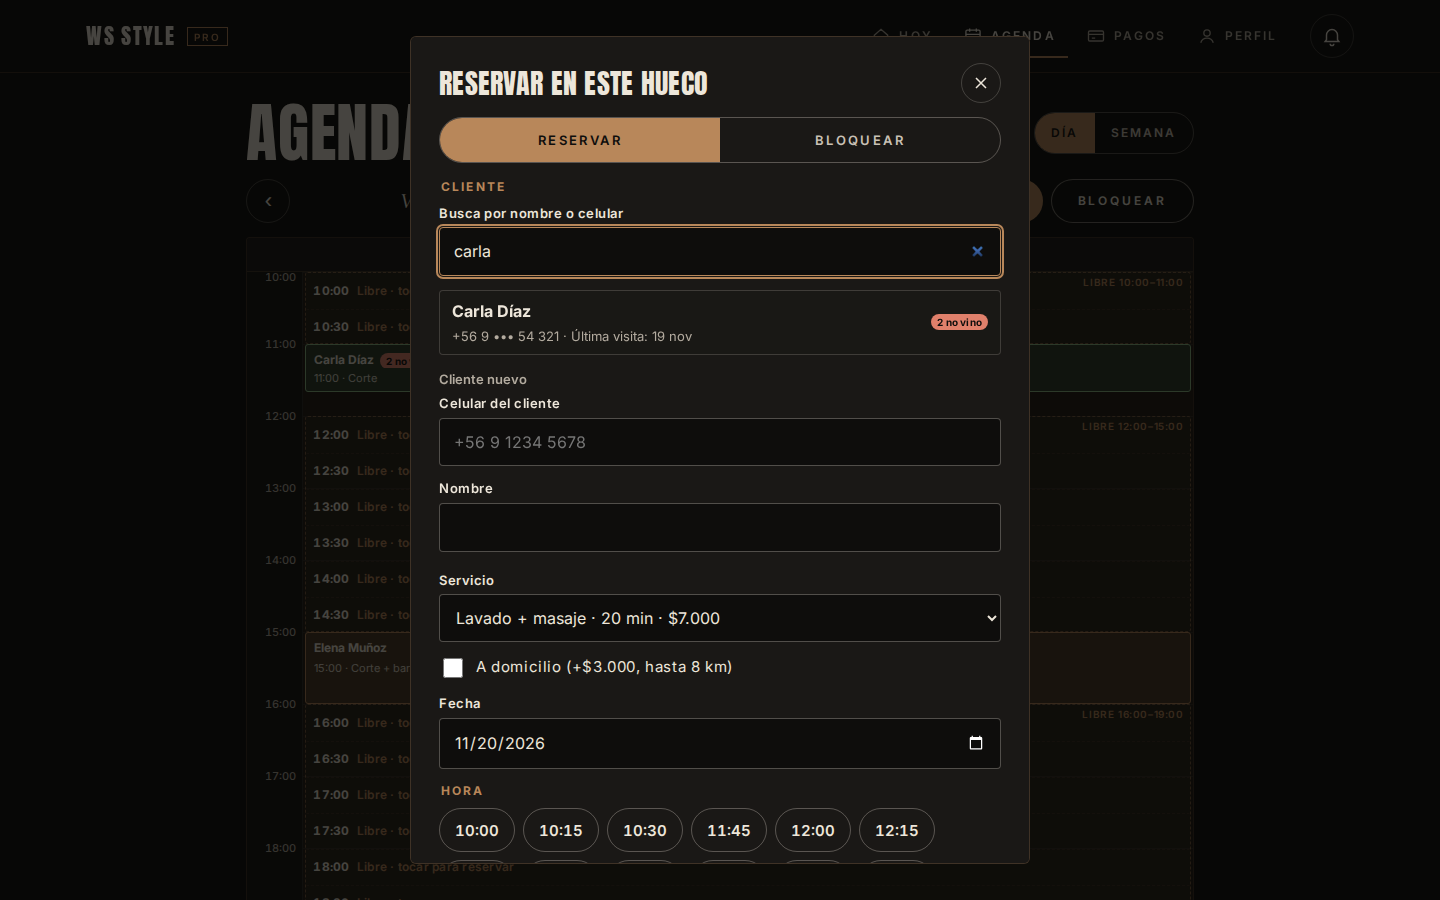 WS STYLE PRO
HOY AGENDA PAGOS PERFIL
AGENDA
DÍA SEMANA
‹ BLOQUEAR
RESERVAR EN ESTE HUECO
RESERVAR BLOQUEAR
CLIENTE
Busca por nombre o celular
carla
Carla Díaz
+56 9 ••• 54 321 · Última visita: 19 nov
2 no vino
Cliente nuevo
Celular del cliente
+56 9 1234 5678
Nombre
Servicio
Lavado + masaje · 20 min · $7.000
A domicilio (+$3.000, hasta 8 km)
Fecha
11/20/2026
HORA
10:00 10:15 10:30 11:45 12:00 12:15
10:00
10:00 Libre
LIBRE 10:00–11:00
10:30 Libre
11:00
Carla Díaz 2 no
11:00 · Corte
12:00
12:00 Libre
LIBRE 12:00–15:00
12:30 Libre
13:00
13:00 Libre
13:30 Libre
14:00
14:00 Libre
14:30 Libre
15:00
Elena Muñoz
15:00 · Corte + bar
16:00
16:00 Libre
LIBRE 16:00–19:00
16:30 Libre
17:00
17:00 Libre
17:30 Libre
18:00
18:00 Libre · tocar para reservar